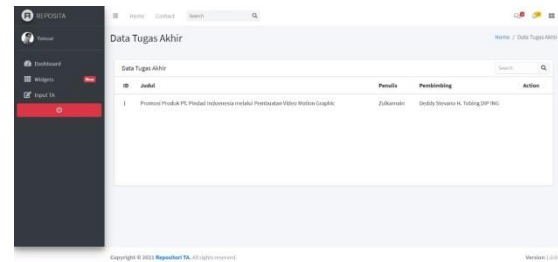 REPOSITA
Home Contact Search
Data Tugas Akhir
Home / Data Tugas Akhir
Dashboard
Widgets New
Input TA
Data Tugas Akhir
Search
ID Judul Penulis Pembimbing Action
1 Promosi Produk PT. Pindad Indonesia melalui Pembuatan Video Motion Graphic Zulkarnain Deddy Stevano H. Tobing,DIP ING
Copyright © 2021 Repositori TA. All rights reserved.
Version